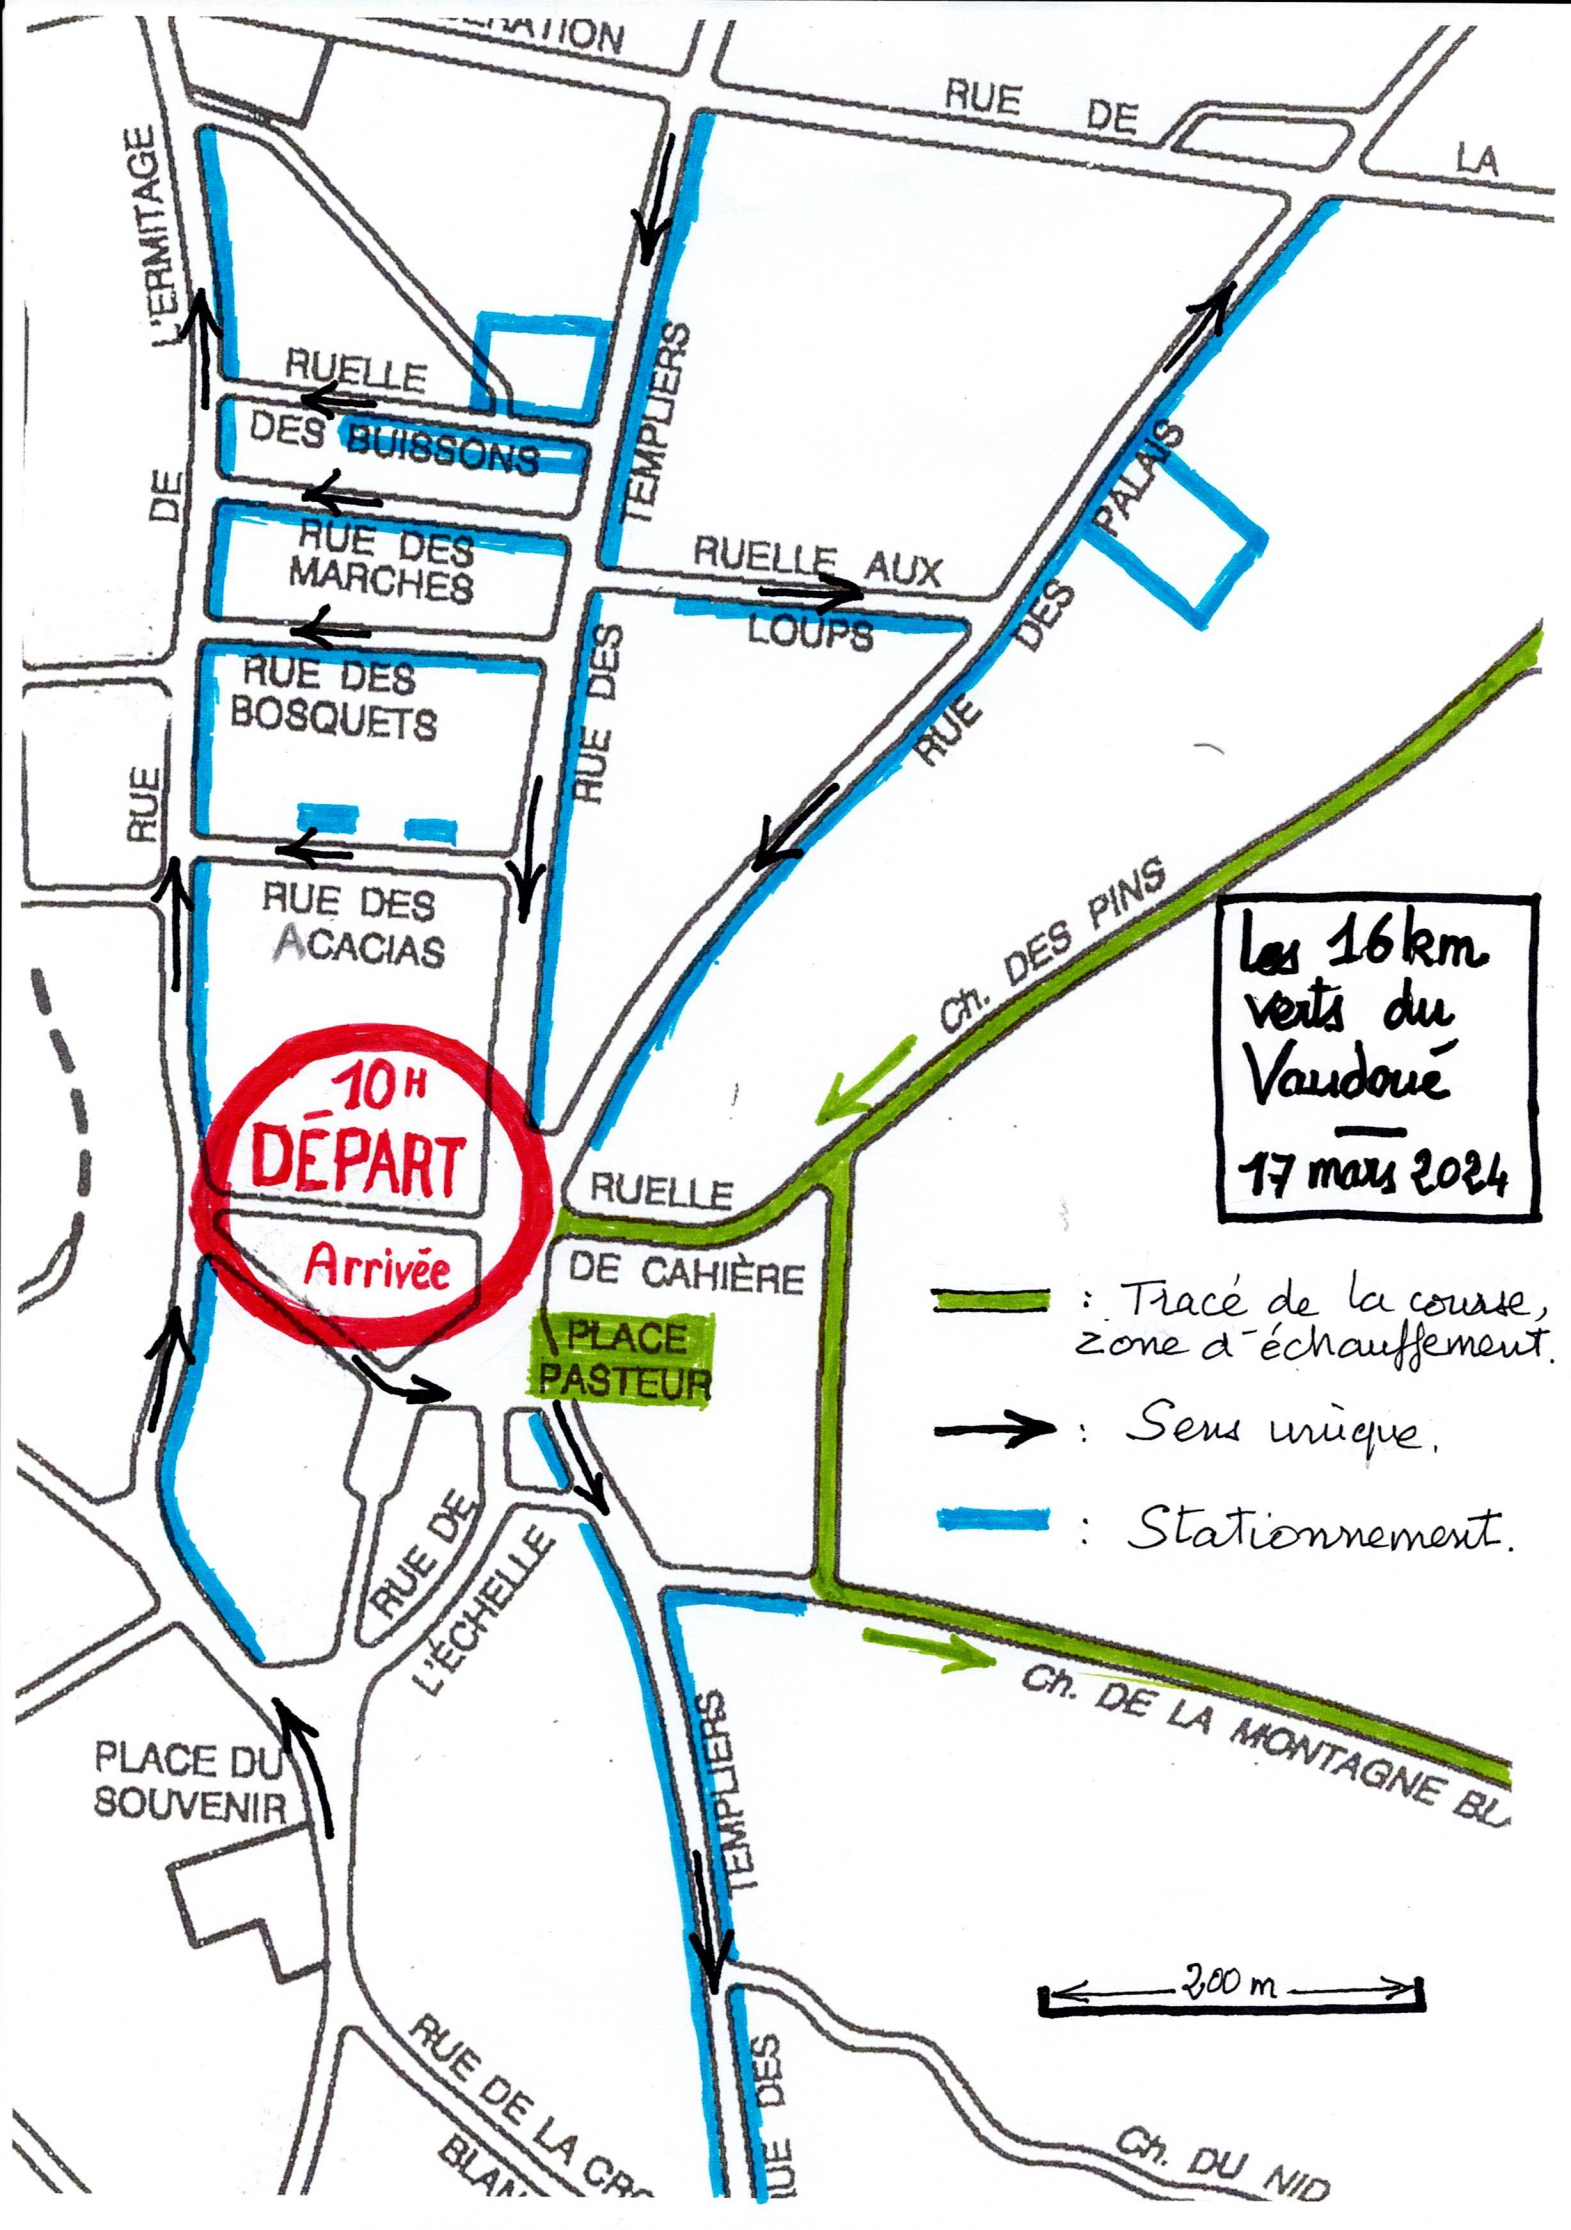 ÉRATION
RUE DE
LA
L'ERMITAGE
DE
RUE
RUELLE
DES BUISSONS
TEMPLIERS
RUE DES
RUE DES
MARCHES
RUELLE AUX
LOUPS
PALAIS
DES
RUE
RUE DES
BOSQUETS
RUE DES
ACACIAS
Ch. DES PINS
Les 16 km
verts du
Vaudoué
17 mars 2024
10H
DÉPART
Arrivée
RUELLE
DE CAHIÈRE
PLACE
PASTEUR
: Tracé de la course,
zone d'échauffement.
: Sens unique.
: Stationnement.
RUE DE
L'ÉCHELLE
Ch. DE LA MONTAGNE BL
PLACE DU
SOUVENIR
TEMPLIERS
UE DES
200 m
RUE DE LA CRO
BLAN
Ch. DU NID